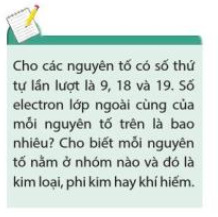 Cho các nguyên tố có số thứ
tự lần lượt là 9, 18 và 19. Số
electron lớp ngoài cùng của
mỗi nguyên tố trên là bao
nhiêu? Cho biết mỗi nguyên
tố nằm ở nhóm nào và đó là
kim loại, phi kim hay khí hiếm.